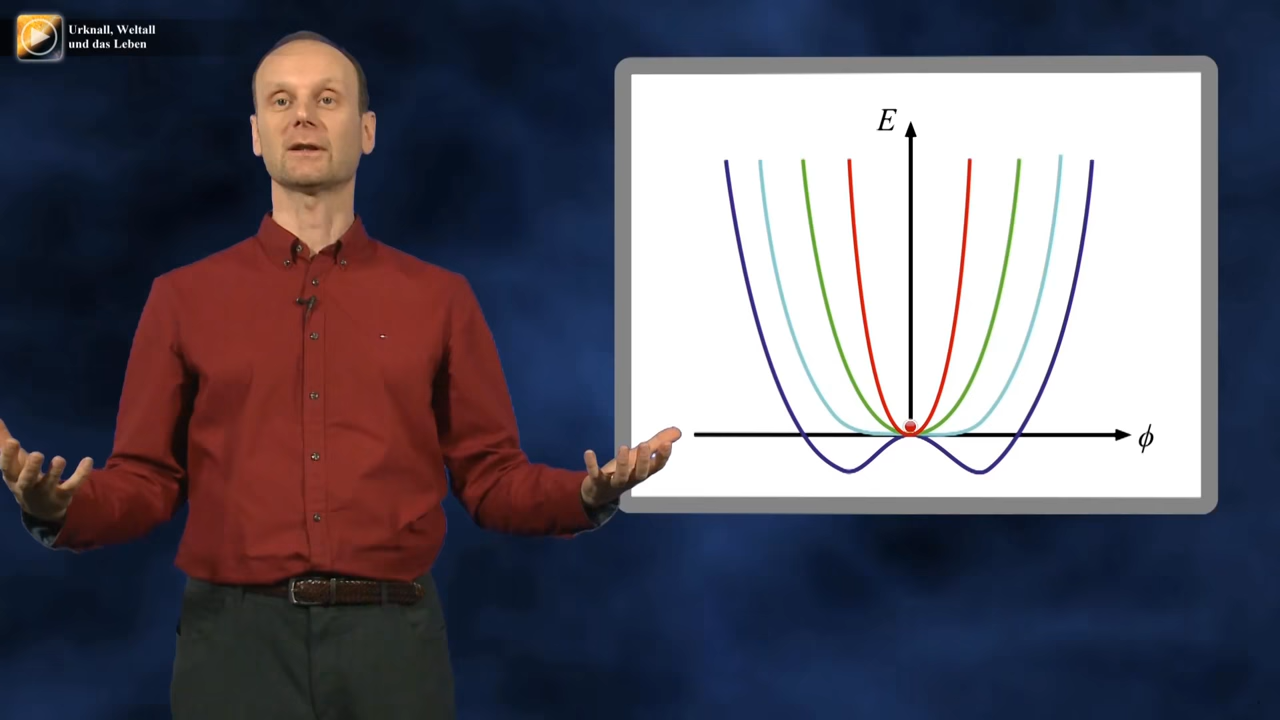 Urknall, Weltall
und das Leben
E
ϕ